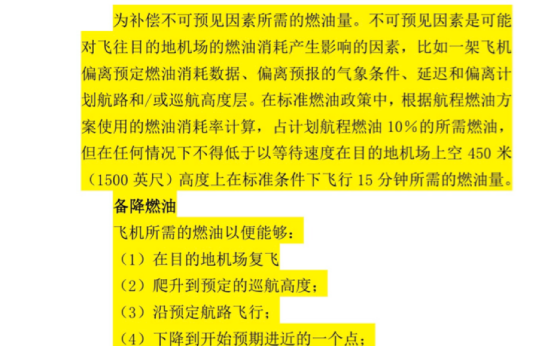 为补偿不可预见因素所需的燃油量。不可预见因素是可能
对飞往目的地机场的燃油消耗产生影响的因素，比如一架飞机
偏离预定燃油消耗数据、偏离预报的气象条件、延迟和偏离计
划航路和/或巡航高度层。在标准燃油政策中，根据航程燃油方
案使用的燃油消耗率计算，占计划航程燃油 10％的所需燃油，
但在任何情况下不得低于以等待速度在目的地机场上空 450 米
（1500 英尺）高度上在标准条件下飞行 15 分钟所需的燃油量。
备降燃油
飞机所需的燃油以便能够：
（1）在目的地机场复飞
（2）爬升到预定的巡航高度；
（3）沿预定航路飞行；
（4）下降到开始预期进近的一个点；